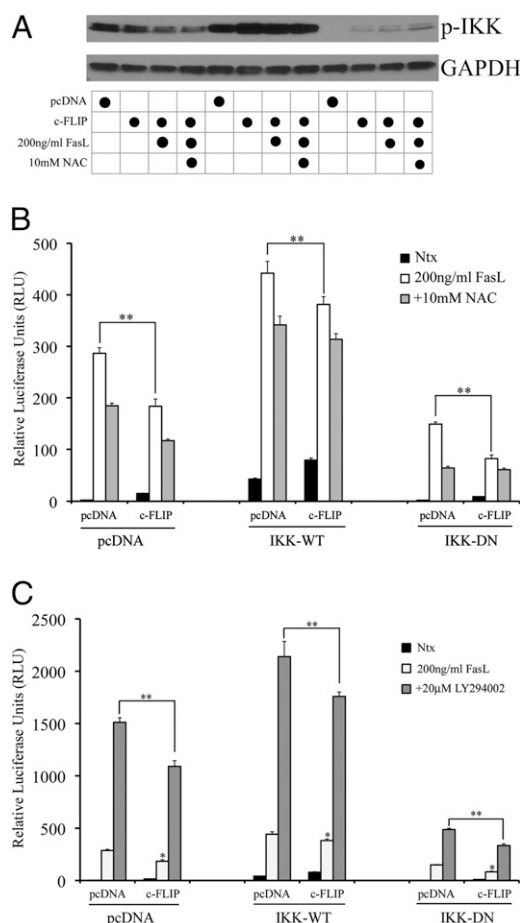 A
p-IKK
GAPDH
pcDNA
c-FLIP
200ng/ml FasL
10mM NAC
B
Relative Luciferase Units (RLU)
500
400
300
200
100
0
**
**
**
Ntx
200ng/ml FasL
+10mM NAC
pcDNA c-FLIP pcDNA c-FLIP pcDNA c-FLIP
pcDNA IKK-WT IKK-DN
C
Relative Luciferase Units (RLU)
2500
2000
1500
1000
500
0
**
**
**
*
*
*
Ntx
200ng/ml FasL
+20μM LY294002
pcDNA c-FLIP pcDNA c-FLIP pcDNA c-FLIP
pcDNA IKK-WT IKK-DN